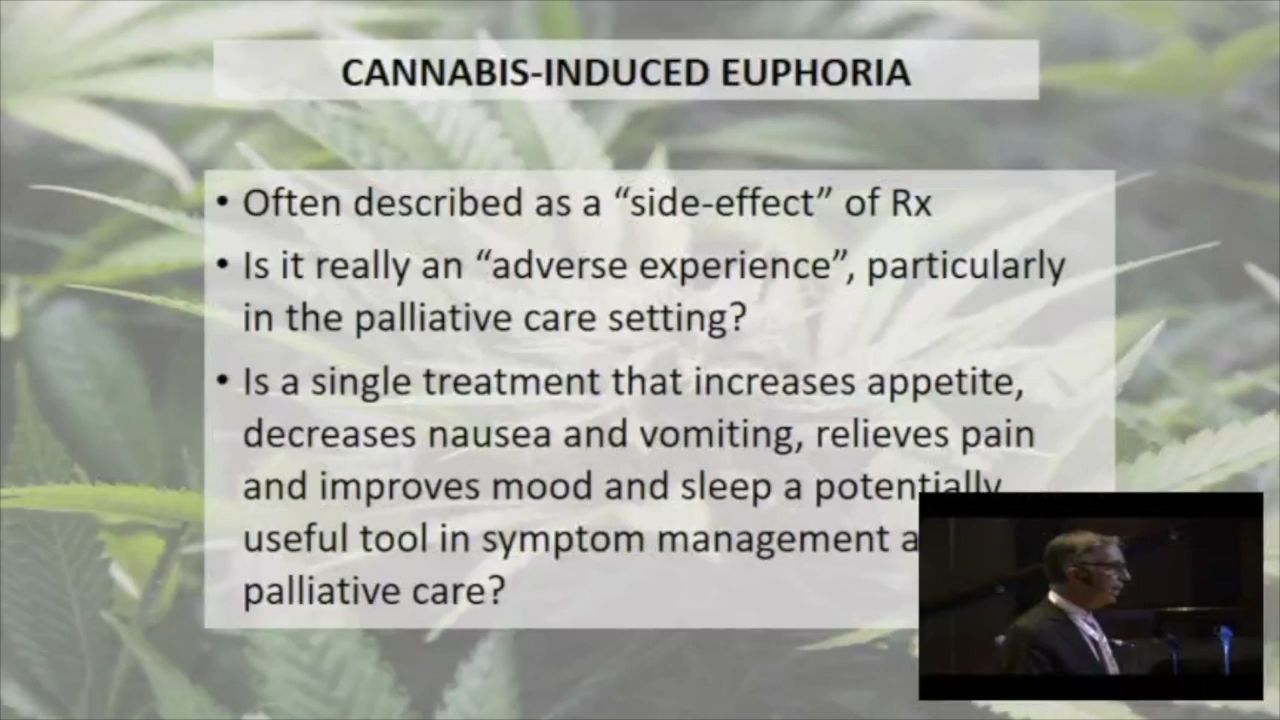 CANNABIS-INDUCED EUPHORIA
• Often described as a “side-effect” of Rx
• Is it really an “adverse experience”, particularly
in the palliative care setting?
• Is a single treatment that increases appetite,
decreases nausea and vomiting, relieves pain
and improves mood and sleep a potentially
useful tool in symptom management
palliative care?